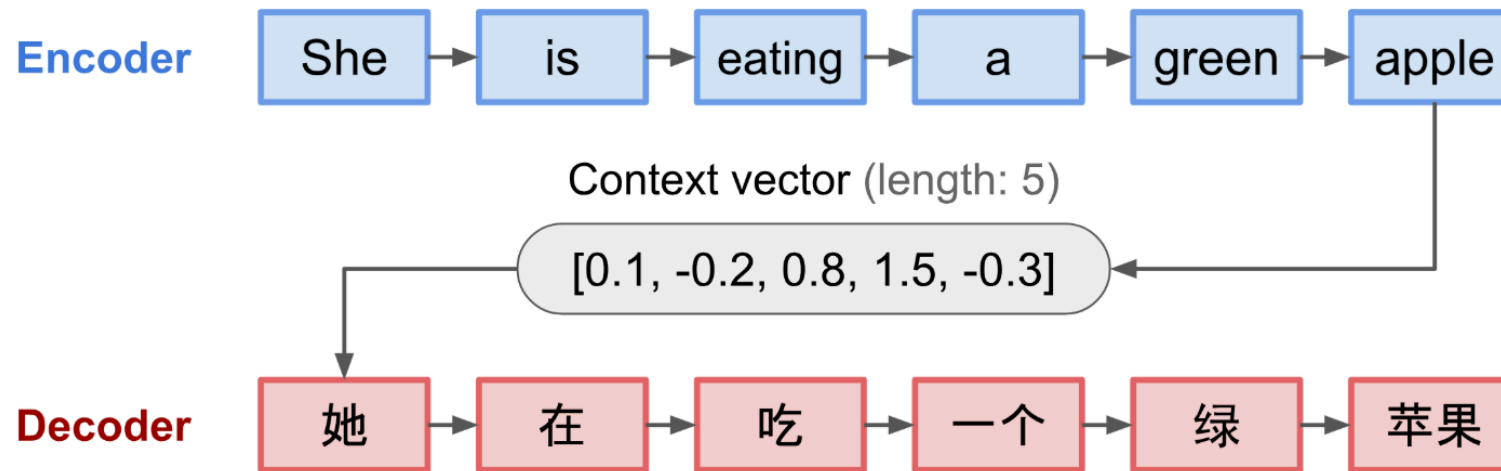 Encoder She is eating a green apple
Context vector (length: 5)
[0.1, -0.2, 0.8, 1.5, -0.3]
Decoder 她 在 吃 一个 绿 苹果